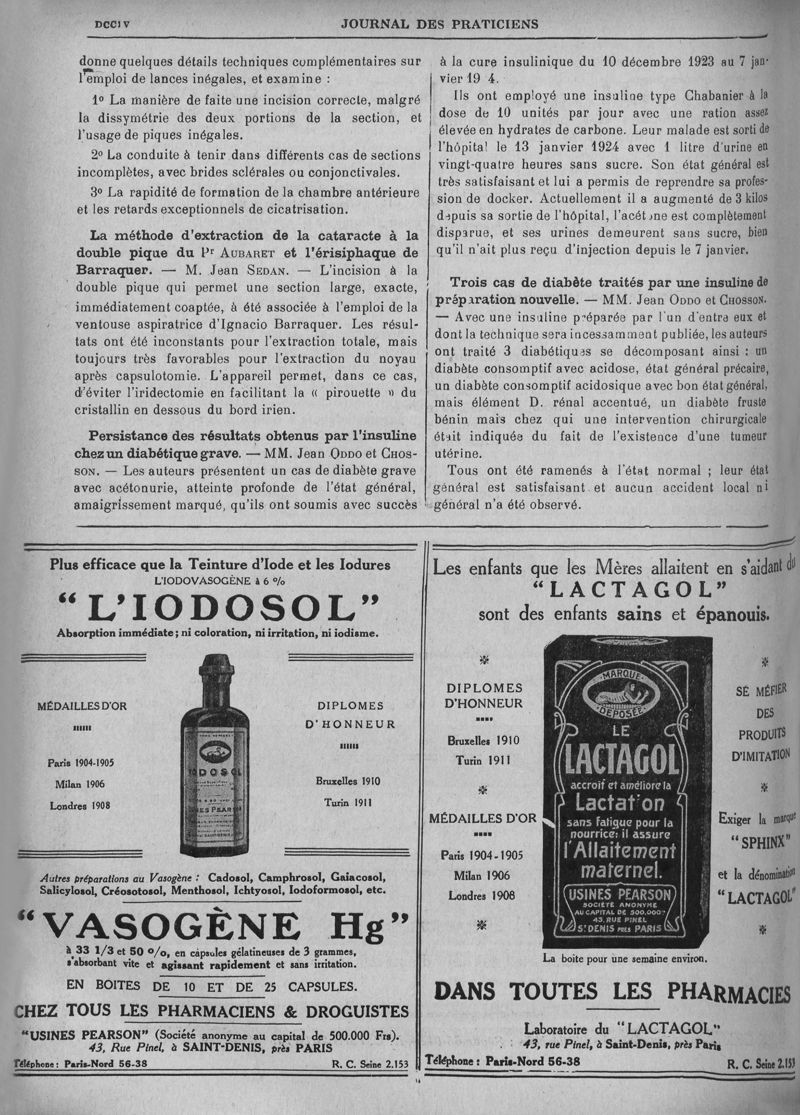 DCCIV
JOURNAL DES PRATICIENS
donne quelques détails techniques complémentaires sur
l'emploi de lances inégales, et examine :
1º La manière de faite une incision correcte, malgré
la dissymétrie des deux portions de la section, et
l'usage de piques inégales.
2º La conduite à tenir dans différents cas de sections
incomplètes, avec brides sclérales ou conjonctivales.
3º La rapidité de formation de la chambre antérieure
et les retards exceptionnels de cicatrisation.
La méthode d'extraction de la cataracte à la
double pique du Pr AUBARET et l'érisiphaque de
Barraquer. — M. Jean SEDAN. — L'incision à la
double pique qui permet une section large, exacte,
immédiatement coaptée, à été associée à l'emploi de la
ventouse aspiratrice d'Ignacio Barraquer. Les résul-
tats ont été inconstants pour l'extraction totale, mais
toujours très favorables pour l'extraction du noyau
après capsulotomie. L'appareil permet, dans ce cas,
d'éviter l'iridectomie en facilitant la « pirouette » du
cristallin en dessous du bord irien.
Persistance des résultats obtenus par l'insuline
chez un diabétique grave. — MM. Jean ODDO et CHOS-
SON. — Les auteurs présentent un cas de diabète grave
avec acétonurie, atteinte profonde de l'état général,
amaigrissement marqué, qu'ils ont soumis avec succès
à la cure insulinique du 10 décembre 1923 au 7 jan-
vier 19 4.
Ils ont employé une insuline type Chabanier à la
dose de 10 unités par jour avec une ration assez
élevée en hydrates de carbone. Leur malade est sorti de
l'hôpital le 13 janvier 1924 avec 1 litre d'urine en
vingt-quatre heures sans sucre. Son état général est
très satisfaisant et lui a permis de reprendre sa profes-
sion de docker. Actuellement il a augmenté de 3 kilos
depuis sa sortie de l'hôpital, l'acétone est complètement
disparue, et ses urines demeurent sans sucre, bien
qu'il n'ait plus reçu d'injection depuis le 7 janvier.
Trois cas de diabète traités par une insuline de
préparation nouvelle. — MM. Jean ODDO et CHOSSON.
— Avec une insuline préparée par l'un d'entre eux et
dont la technique sera incessamment publiée, les auteurs
ont traité 3 diabétiques se décomposant ainsi : un
diabète consomptif avec acidose, état général précaire,
un diabète consomptif acidosique avec bon état général,
mais élément D. rénal accentué, un diabète fruste
bénin mais chez qui une intervention chirurgicale
était indiquée du fait de l'existence d'une tumeur
utérine.
Tous ont été ramenés à l'état normal ; leur état
général est satisfaisant et aucun accident local ni
général n'a été observé.
Plus efficace que la Teinture d'Iode et les Iodures
L'IODOVASOGÈNE à 6 %
"L'IODOSOL"
Absorption immédiate ; ni coloration, ni irritation, ni iodisme.
MÉDAILLES D'OR
Paris 1904-1905
Milan 1906
Londres 1908
IODOSOL
DIPLOMES
D'HONNEUR
Bruxelles 1910
Turin 1911
Autres préparations au Vasogène : Cadosol, Camphrosol, Gaiacosol,
Salicylosol, Créosotosol, Menthosol, Ichtyosol, Iodoformosol, etc.
"VASOGÈNE Hg"
à 33 1/3 et 50 o/o, en capsules gélatineuses de 3 grammes,
s'absorbant vite et agissant rapidement et sans irritation.
EN BOITES DE 10 ET DE 25 CAPSULES.
CHEZ TOUS LES PHARMACIENS & DROGUISTES
"USINES PEARSON" (Société anonyme au capital de 500.000 Frs).
43, Rue Pinel, à SAINT-DENIS, près PARIS
Téléphone : Paris-Nord 56-38 R. C. Seine 2.153
Les enfants que les Mères allaitent en s'aidant du
"LACTAGOL"
sont des enfants sains et épanouis.
DIPLOMES
D'HONNEUR
Bruxelles 1910
Turin 1911
MÉDAILLES D'OR
Paris 1904-1905
Milan 1906
Londres 1908
MARQUE
DÉPOSÉE
LE
LACTAGOL
accroit et améliore la
Lactat'on
sans fatigue pour la
nourrice: il assure
l'Allaitement
maternel.
USINES PEARSON
SOCIÉTÉ ANONYME
AU CAPITAL DE 500.000f
43, RUE PINEL
St DENIS PRÈS PARIS
SE MÉFIER
DES
PRODUITS
D'IMITATION
Exiger la marque
"SPHINX"
et la dénomination
"LACTAGOL"
La boite pour une semaine environ.
DANS TOUTES LES PHARMACIES
Laboratoire du "LACTAGOL"
43, rue Pinel, à Saint-Denis, près Paris
Téléphone : Paris-Nord 56-38 R. C. Seine 2.153